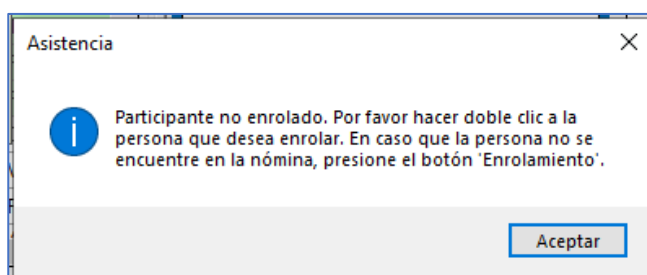 Asistencia
Participante no enrolado. Por favor hacer doble clic a la
persona que desea enrolar. En caso que la persona no se
encuentre en la nómina, presione el botón 'Enrolamiento'.
Aceptar